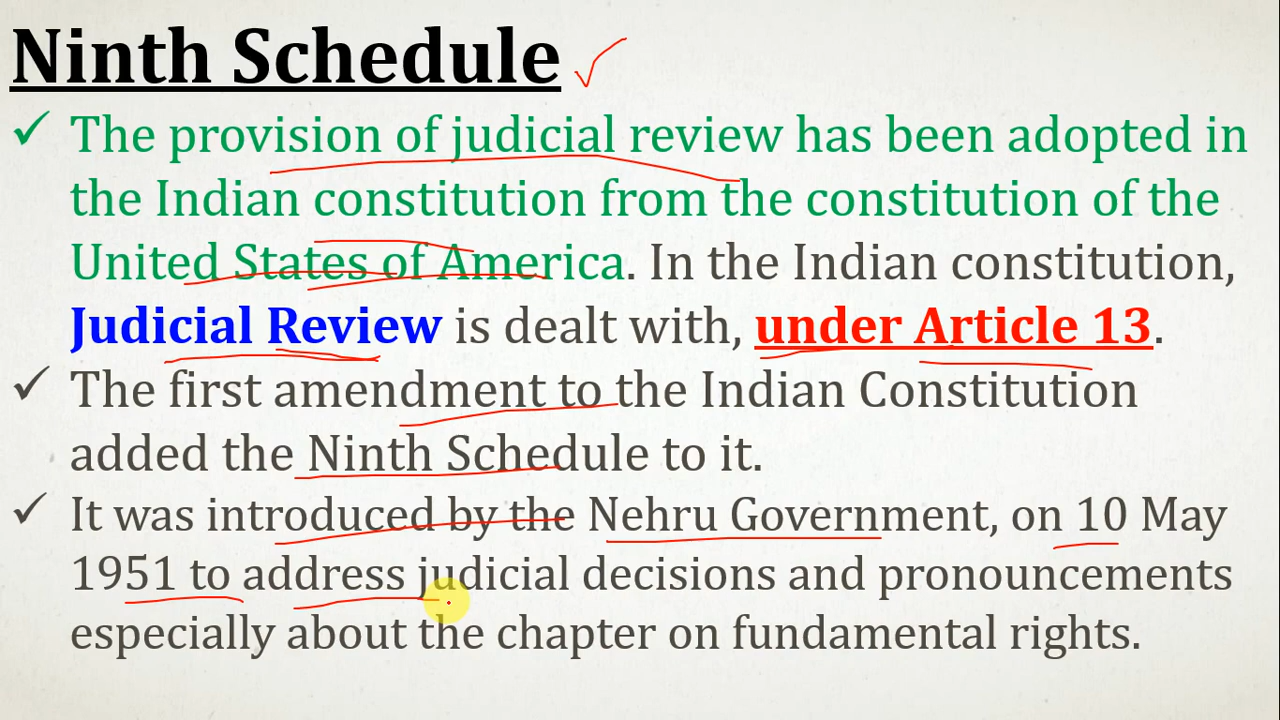 Ninth Schedule
The provision of judicial review has been adopted in
the Indian constitution from the constitution of the
United States of America. In the Indian constitution,
Judicial Review is dealt with, under Article 13.
The first amendment to the Indian Constitution
added the Ninth Schedule to it.
It was introduced by the Nehru Government, on 10 May
1951 to address judicial decisions and pronouncements
especially about the chapter on fundamental rights.